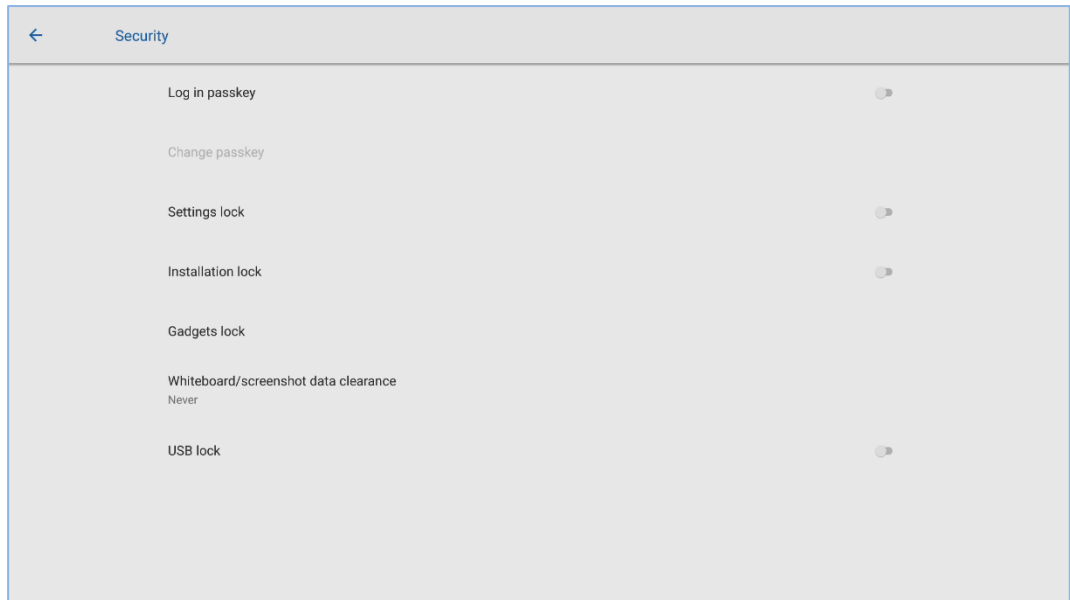 Security
Log in passkey
Change passkey
Settings lock
Installation lock
Gadgets lock
Whiteboard/screenshot data clearance
Never
USB lock